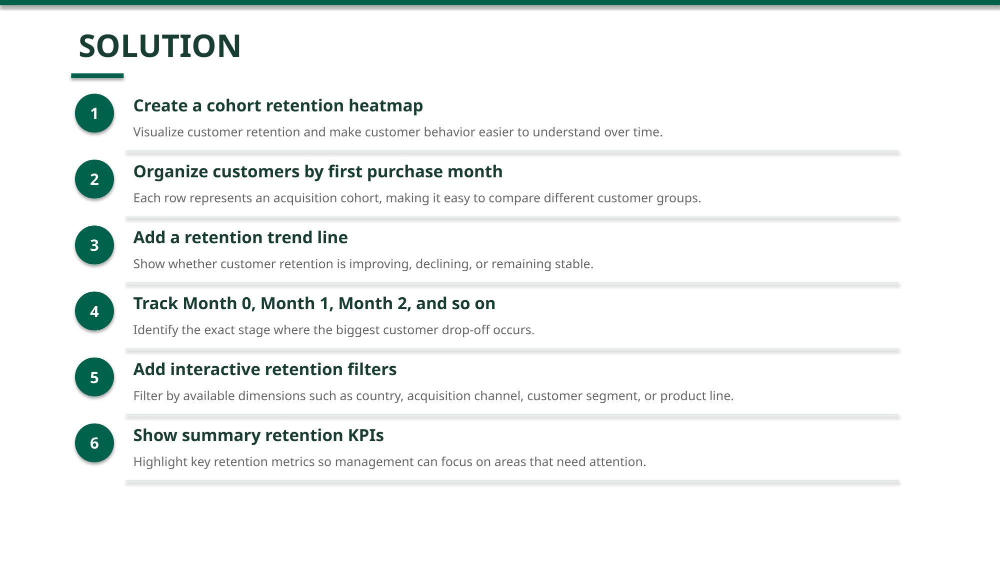 SOLUTION
1
Create a cohort retention heatmap
Visualize customer retention and make customer behavior easier to understand over time.
2
Organize customers by first purchase month
Each row represents an acquisition cohort, making it easy to compare different customer groups.
3
Add a retention trend line
Show whether customer retention is improving, declining, or remaining stable.
4
Track Month 0, Month 1, Month 2, and so on
Identify the exact stage where the biggest customer drop-off occurs.
5
Add interactive retention filters
Filter by available dimensions such as country, acquisition channel, customer segment, or product line.
6
Show summary retention KPIs
Highlight key retention metrics so management can focus on areas that need attention.